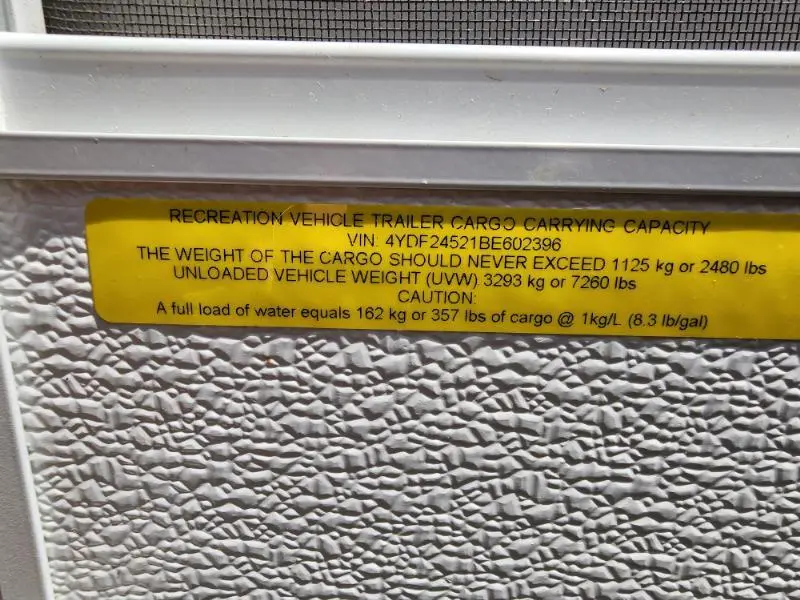 RECREATION VEHICLE TRAILER CARGO CARRYING CAPACITY
VIN: 4YDF24521BE602396
THE WEIGHT OF THE CARGO SHOULD NEVER EXCEED 1125 kg or 2480 lbs
UNLOADED VEHICLE WEIGHT (UVW) 3293 kg or 7260 lbs
CAUTION:
A full load of water equals 162 kg or 357 lbs of cargo @ 1kg/L (8.3 lb/gal)